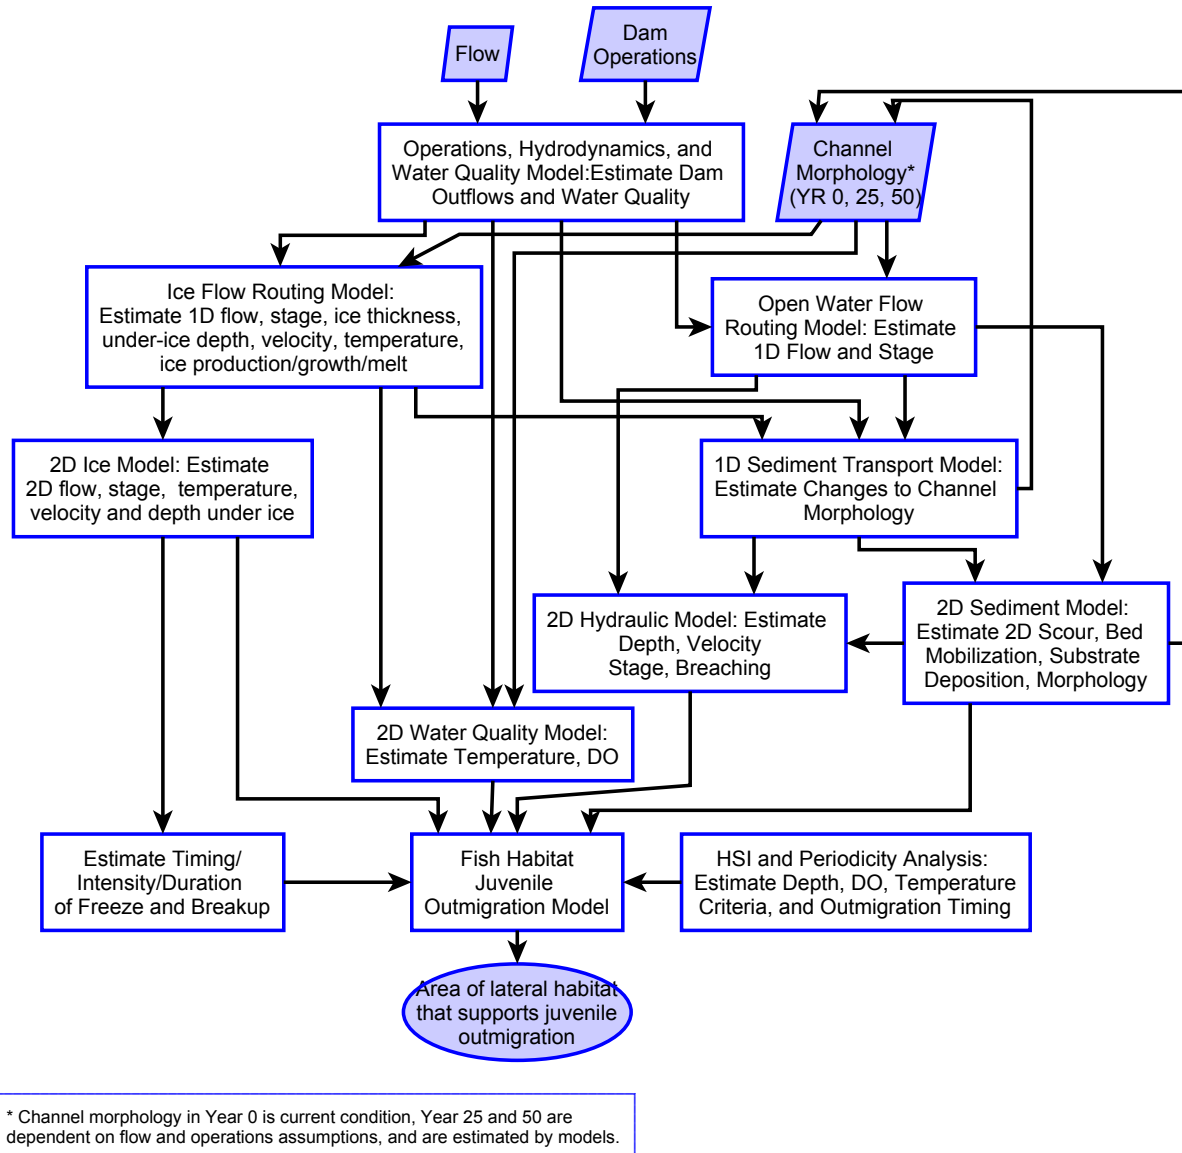 Flow
Dam
Operations
Operations, Hydrodynamics, and
Water Quality Model:Estimate Dam
Outflows and Water Quality
Channel
Morphology*
(YR 0, 25, 50)
Ice Flow Routing Model:
Estimate 1D flow, stage, ice thickness,
under-ice depth, velocity, temperature,
ice production/growth/melt
Open Water Flow
Routing Model: Estimate
1D Flow and Stage
2D Ice Model: Estimate
2D flow, stage, temperature,
velocity and depth under ice
1D Sediment Transport Model:
Estimate Changes to Channel
Morphology
2D Hydraulic Model: Estimate
Depth, Velocity
Stage, Breaching
2D Sediment Model:
Estimate 2D Scour, Bed
Mobilization, Substrate
Deposition, Morphology
2D Water Quality Model:
Estimate Temperature, DO
Estimate Timing/
Intensity/Duration
of Freeze and Breakup
Fish Habitat
Juvenile
Outmigration Model
HSI and Periodicity Analysis:
Estimate Depth, DO, Temperature
Criteria, and Outmigration Timing
Area of lateral habitat
that supports juvenile
outmigration
* Channel morphology in Year 0 is current condition, Year 25 and 50 are
dependent on flow and operations assumptions, and are estimated by models.